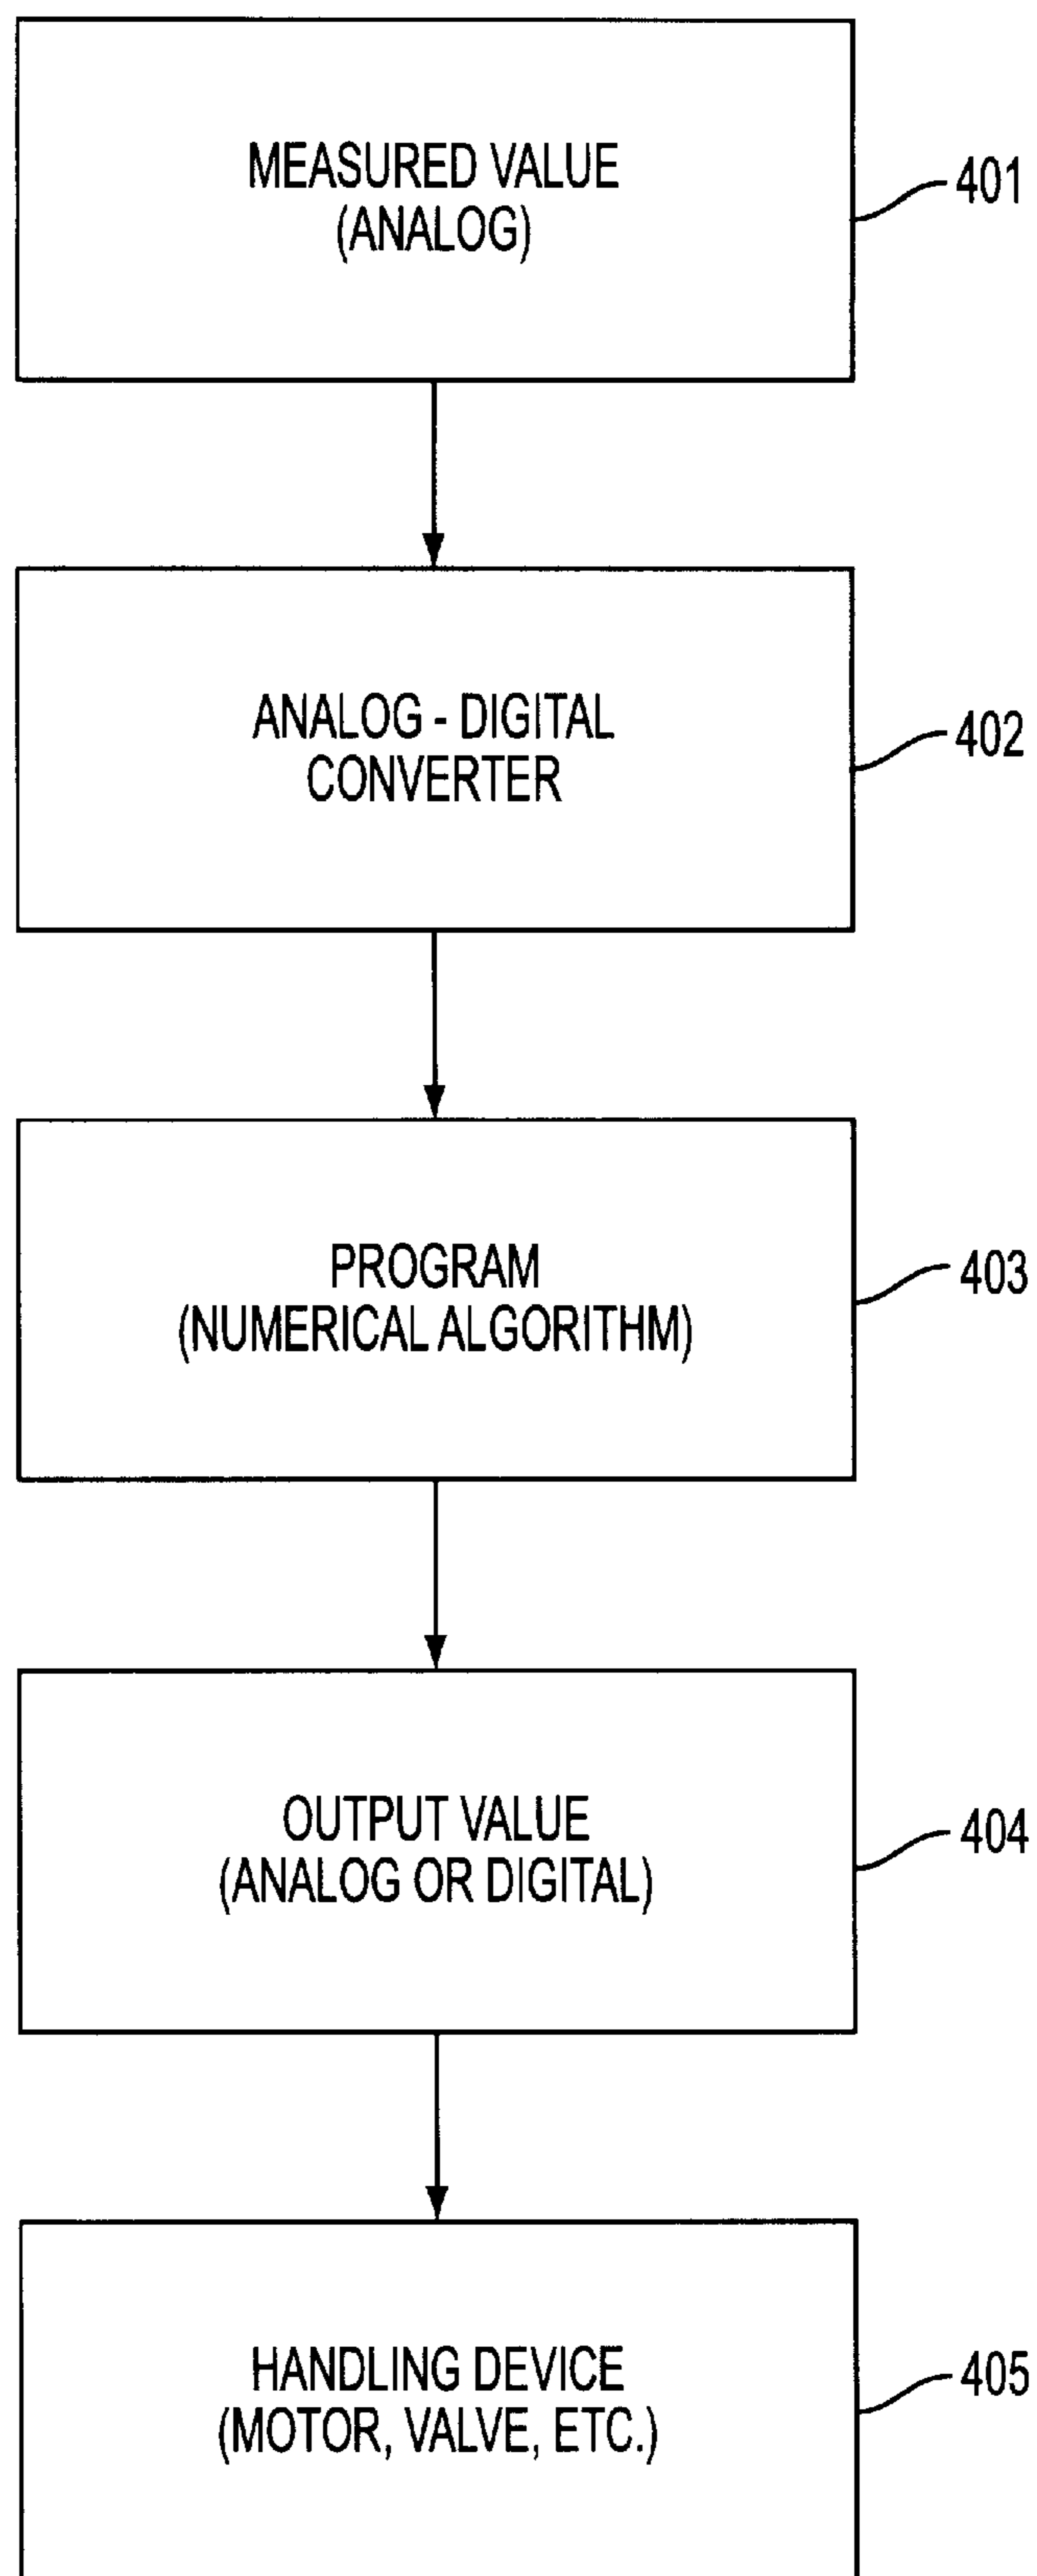 MEASURED VALUE
(ANALOG)
401
ANALOG - DIGITAL
CONVERTER
402
PROGRAM
(NUMERICAL ALGORITHM)
403
OUTPUT VALUE
(ANALOG OR DIGITAL)
404
HANDLING DEVICE
(MOTOR, VALVE, ETC.)
405